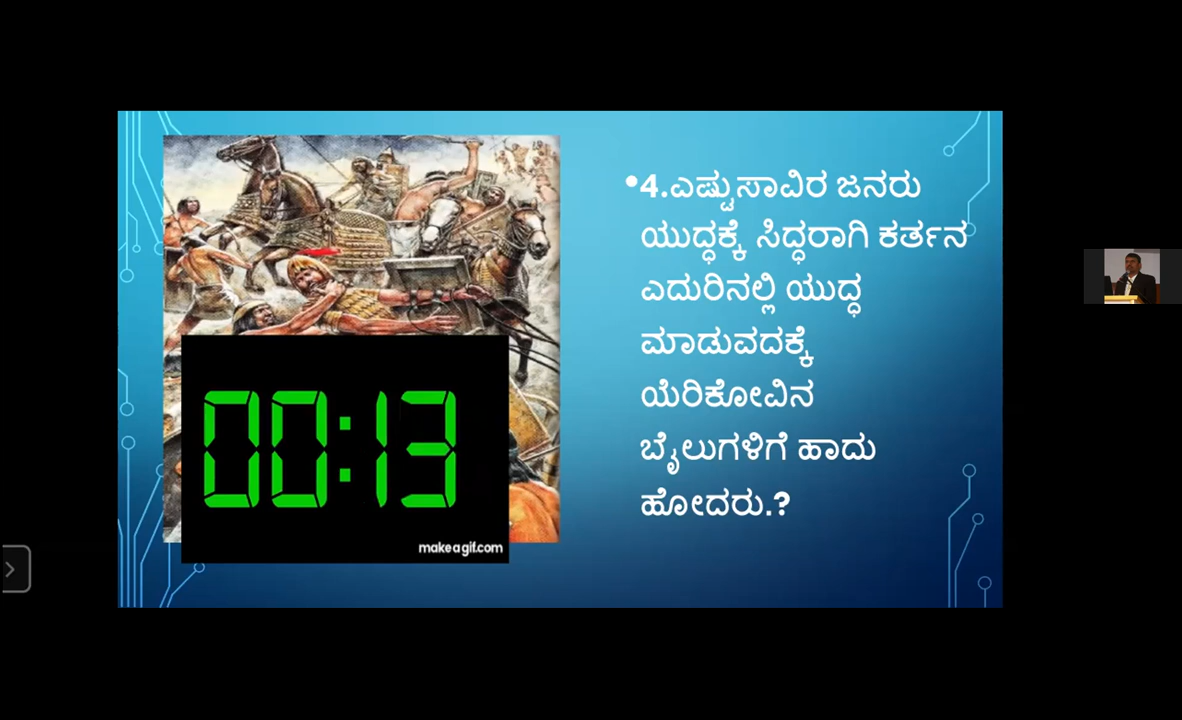 •4.ಎಷ್ಟುಸಾವಿರ ಜನರು
ಯುದ್ಧಕ್ಕೆ ಸಿದ್ಧರಾಗಿ ಕರ್ತನ
ಎದುರಿನಲ್ಲಿ ಯುದ್ಧ
ಮಾಡುವದಕ್ಕೆ
ಯೆರಿಕೋವಿನ
ಬೈಲುಗಳಿಗೆ ಹಾದು
ಹೋದರು.?
00:13
makeagif.com